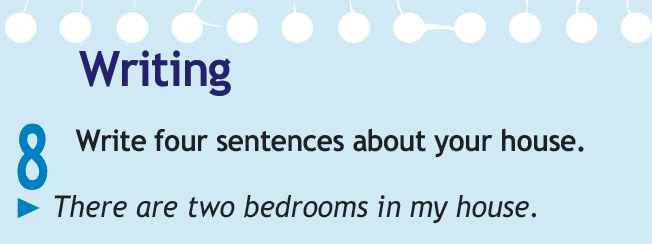 Writing
8 Write four sentences about your house.
► There are two bedrooms in my house.